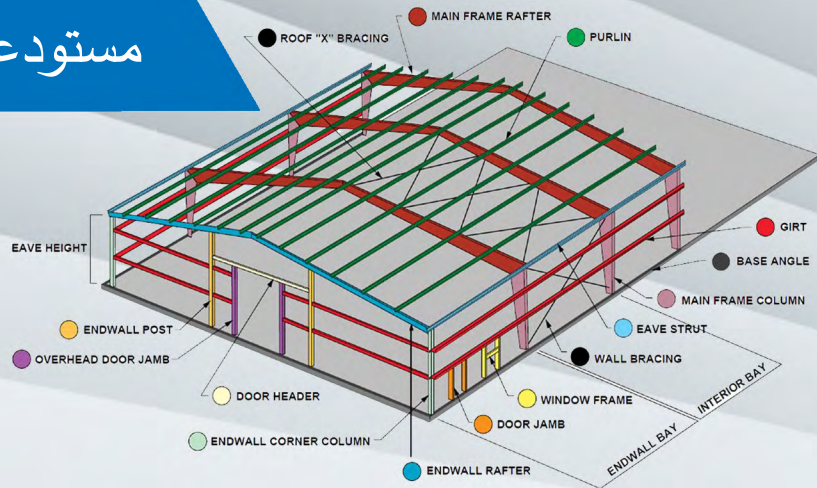 مستودع
MAIN FRAME RAFTER
ROOF "X" BRACING
PURLIN
EAVE HEIGHT
GIRT
BASE ANGLE
MAIN FRAME COLUMN
ENDWALL POST
EAVE STRUT
OVERHEAD DOOR JAMB
WALL BRACING
DOOR HEADER
WINDOW FRAME
INTERIOR BAY
DOOR JAMB
ENDWALL CORNER COLUMN
ENDWALL BAY
ENDWALL RAFTER